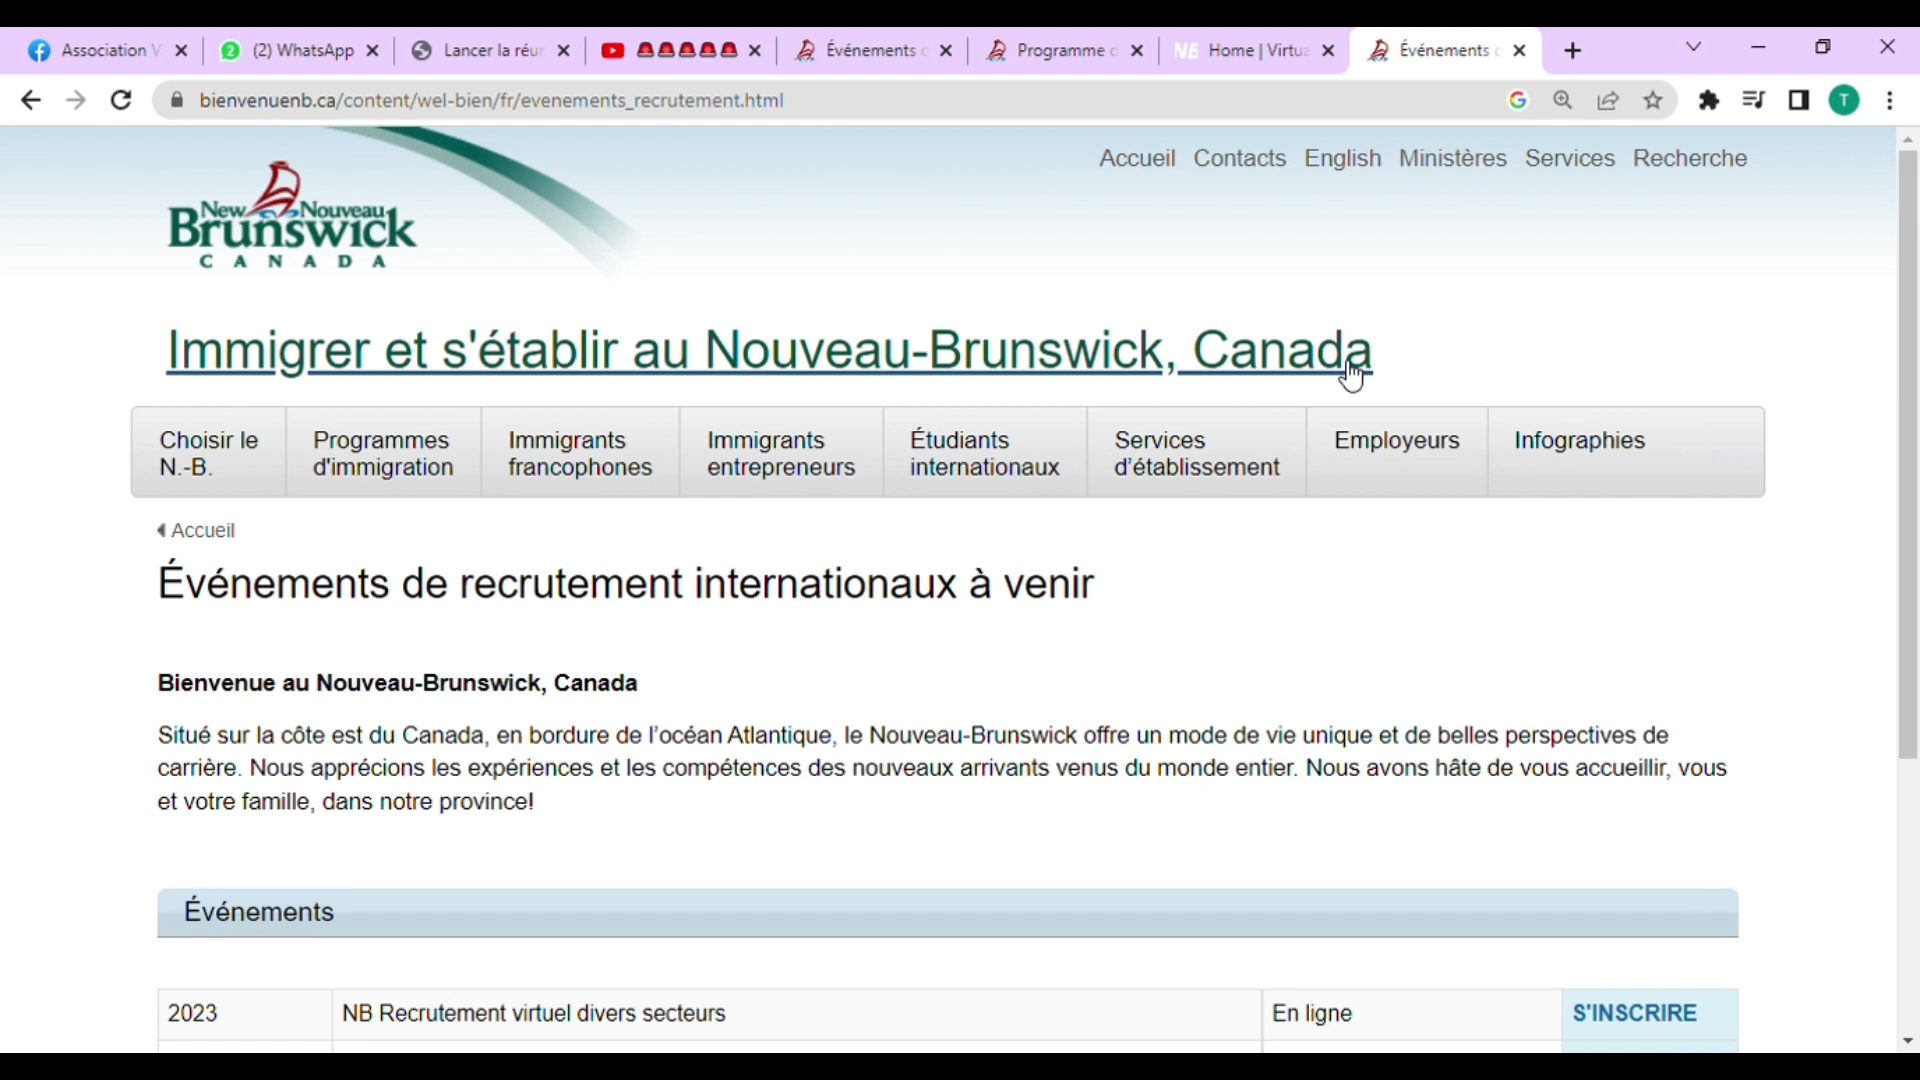 Association V
(2) WhatsApp
Lancer la réu
Événements
Programme
Home | Virtua
Événements
bienvenuenb.ca/content/wel-bien/fr/evenements_recrutement.html
T
Accueil Contacts English Ministères Services Recherche
New Nouveau
Brunswick
CANADA
Immigrer et s'établir au Nouveau-Brunswick, Canada
Choisir le
N.-B.
Programmes
d'immigration
Immigrants
francophones
Immigrants
entrepreneurs
Étudiants
internationaux
Services
d'établissement
Employeurs
Infographies
Accueil
Événements de recrutement internationaux à venir
Bienvenue au Nouveau-Brunswick, Canada
Situé sur la côte est du Canada, en bordure de l'océan Atlantique, le Nouveau-Brunswick offre un mode de vie unique et de belles perspectives de
carrière. Nous apprécions les expériences et les compétences des nouveaux arrivants venus du monde entier. Nous avons hâte de vous accueillir, vous
et votre famille, dans notre province!
Événements
2023 NB Recrutement virtuel divers secteurs En ligne S'INSCRIRE